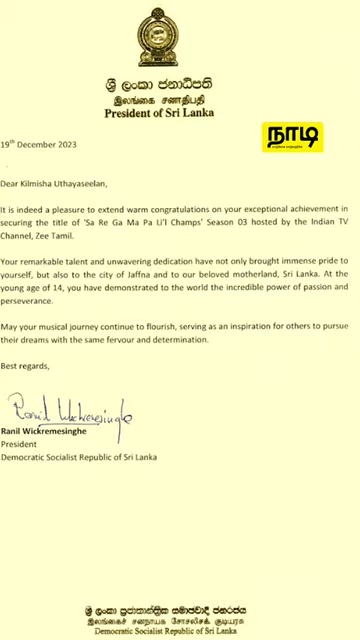 ශ්‍රී ලංකා ජනාධිපති
இலங்கை சனாதிபதி
President of Sri Lanka
நாடி
19th December 2023
Dear Kilmisha Uthayaseelan,
It is indeed a pleasure to extend warm congratulations on your exceptional achievement in
securing the title of 'Sa Re Ga Ma Pa Li'l Champs' Season 03 hosted by the Indian TV
Channel, Zee Tamil.
Your remarkable talent and unwavering dedication have not only brought immense pride to
yourself, but also to the city of Jaffna and to our beloved motherland, Sri Lanka. At the
young age of 14, you have demonstrated to the world the incredible power of passion and
perseverance.
May your musical journey continue to flourish, serving as an inspiration for others to pursue
their dreams with the same fervour and determination.
Best regards,
Ranil Wickremesinghe
Ranil Wickremesinghe
President
Democratic Socialist Republic of Sri Lanka
ශ්‍රී ලංකා ප්‍රජාතාන්ත්‍රික සමාජවාදී ජනරජය
இலங்கைச் சனநாயக சோசலிசக் குடியரசு
Democratic Socialist Republic of Sri Lanka